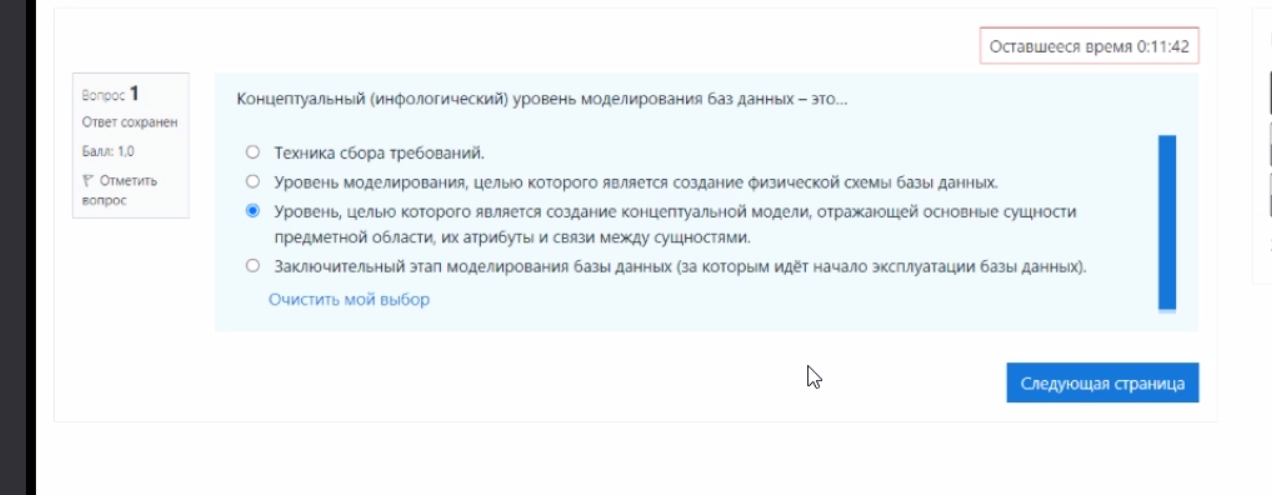 Оставшееся время 0:11:42
Вопрос 1
Ответ сохранен
Балл: 1,0
Отметить
вопрос
Концептуальный (инфологический) уровень моделирования баз данных – это...
Техника сбора требований.
Уровень моделирования, целью которого является создание физической схемы базы данных.
Уровень, целью которого является создание концептуальной модели, отражающей основные сущности
предметной области, их атрибуты и связи между сущностями.
Заключительный этап моделирования базы данных (за которым идёт начало эксплуатации базы данных).
Очистить мой выбор
Следующая страница